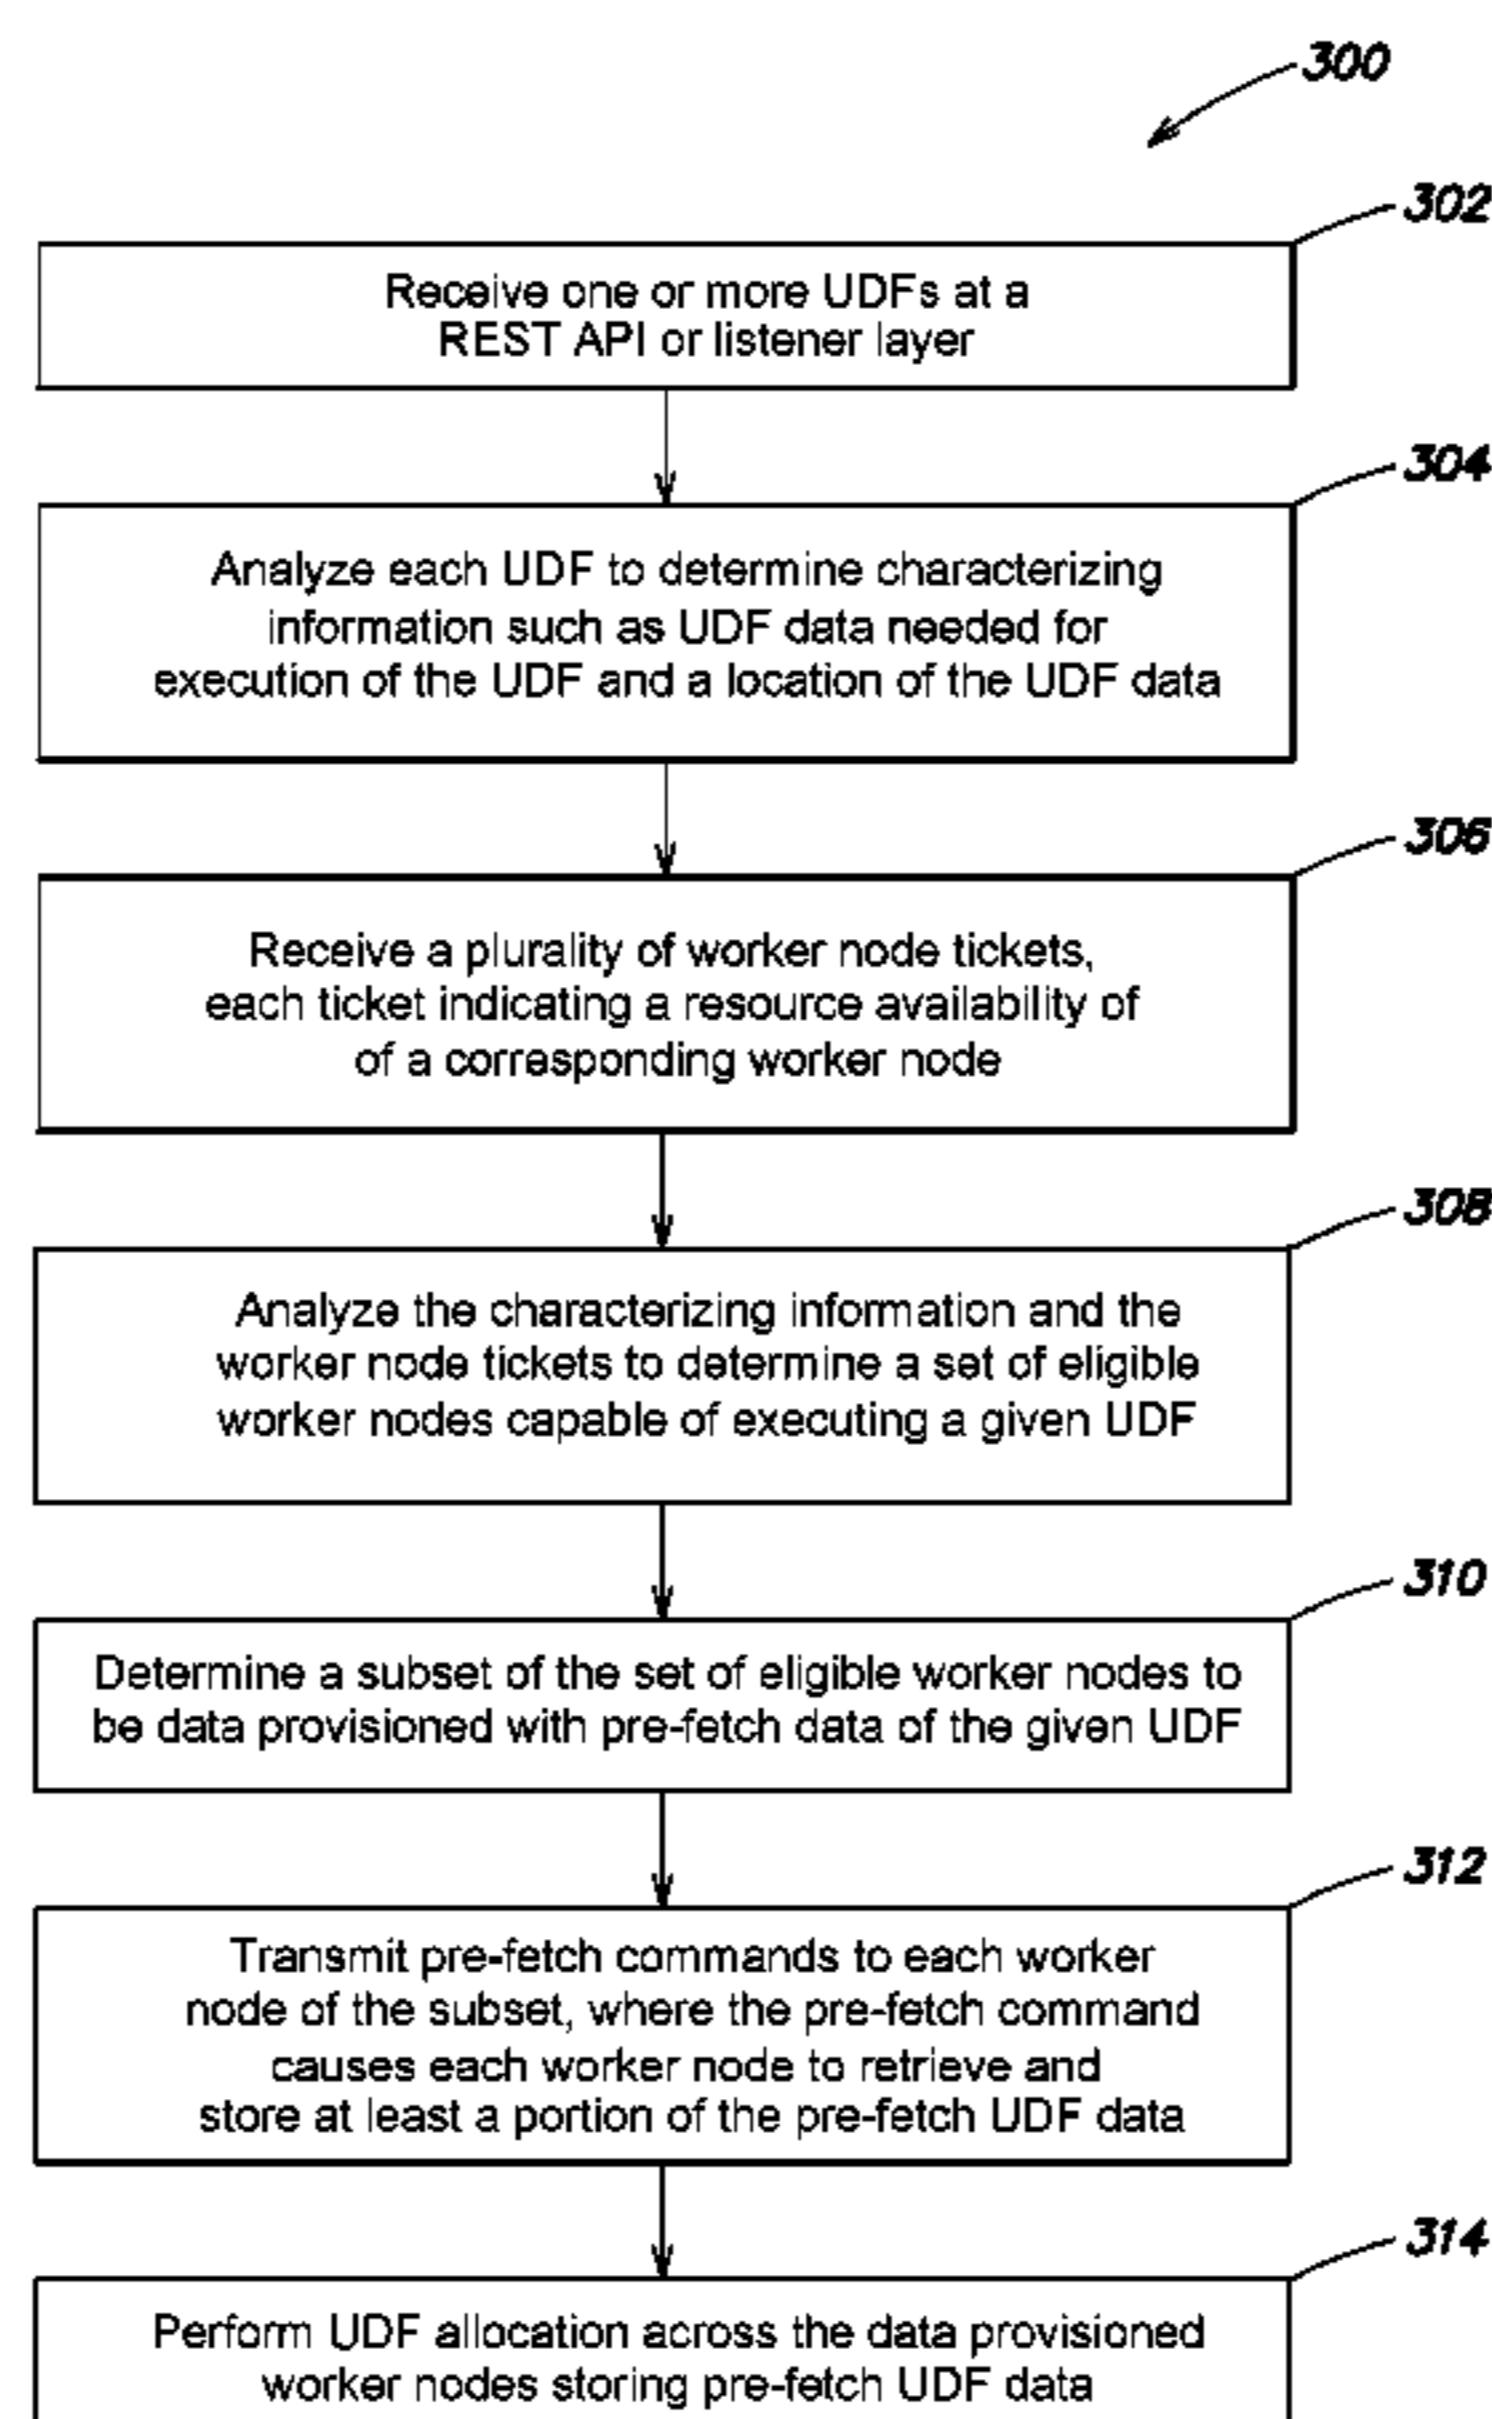 300
302
Receive one or more UDFs at a
REST API or listener layer
304
Analyze each UDF to determine characterizing
information such as UDF data needed for
execution of the UDF and a location of the UDF data
306
Receive a plurality of worker node tickets,
each ticket indicating a resource availability of
of a corresponding worker node
308
Analyze the characterizing information and the
worker node tickets to determine a set of eligible
worker nodes capable of executing a given UDF
310
Determine a subset of the set of eligible worker nodes to
be data provisioned with pre-fetch data of the given UDF
312
Transmit pre-fetch commands to each worker
node of the subset, where the pre-fetch command
causes each worker node to retrieve and
store at least a portion of the pre-fetch UDF data
314
Perform UDF allocation across the data provisioned
worker nodes storing pre-fetch UDF data